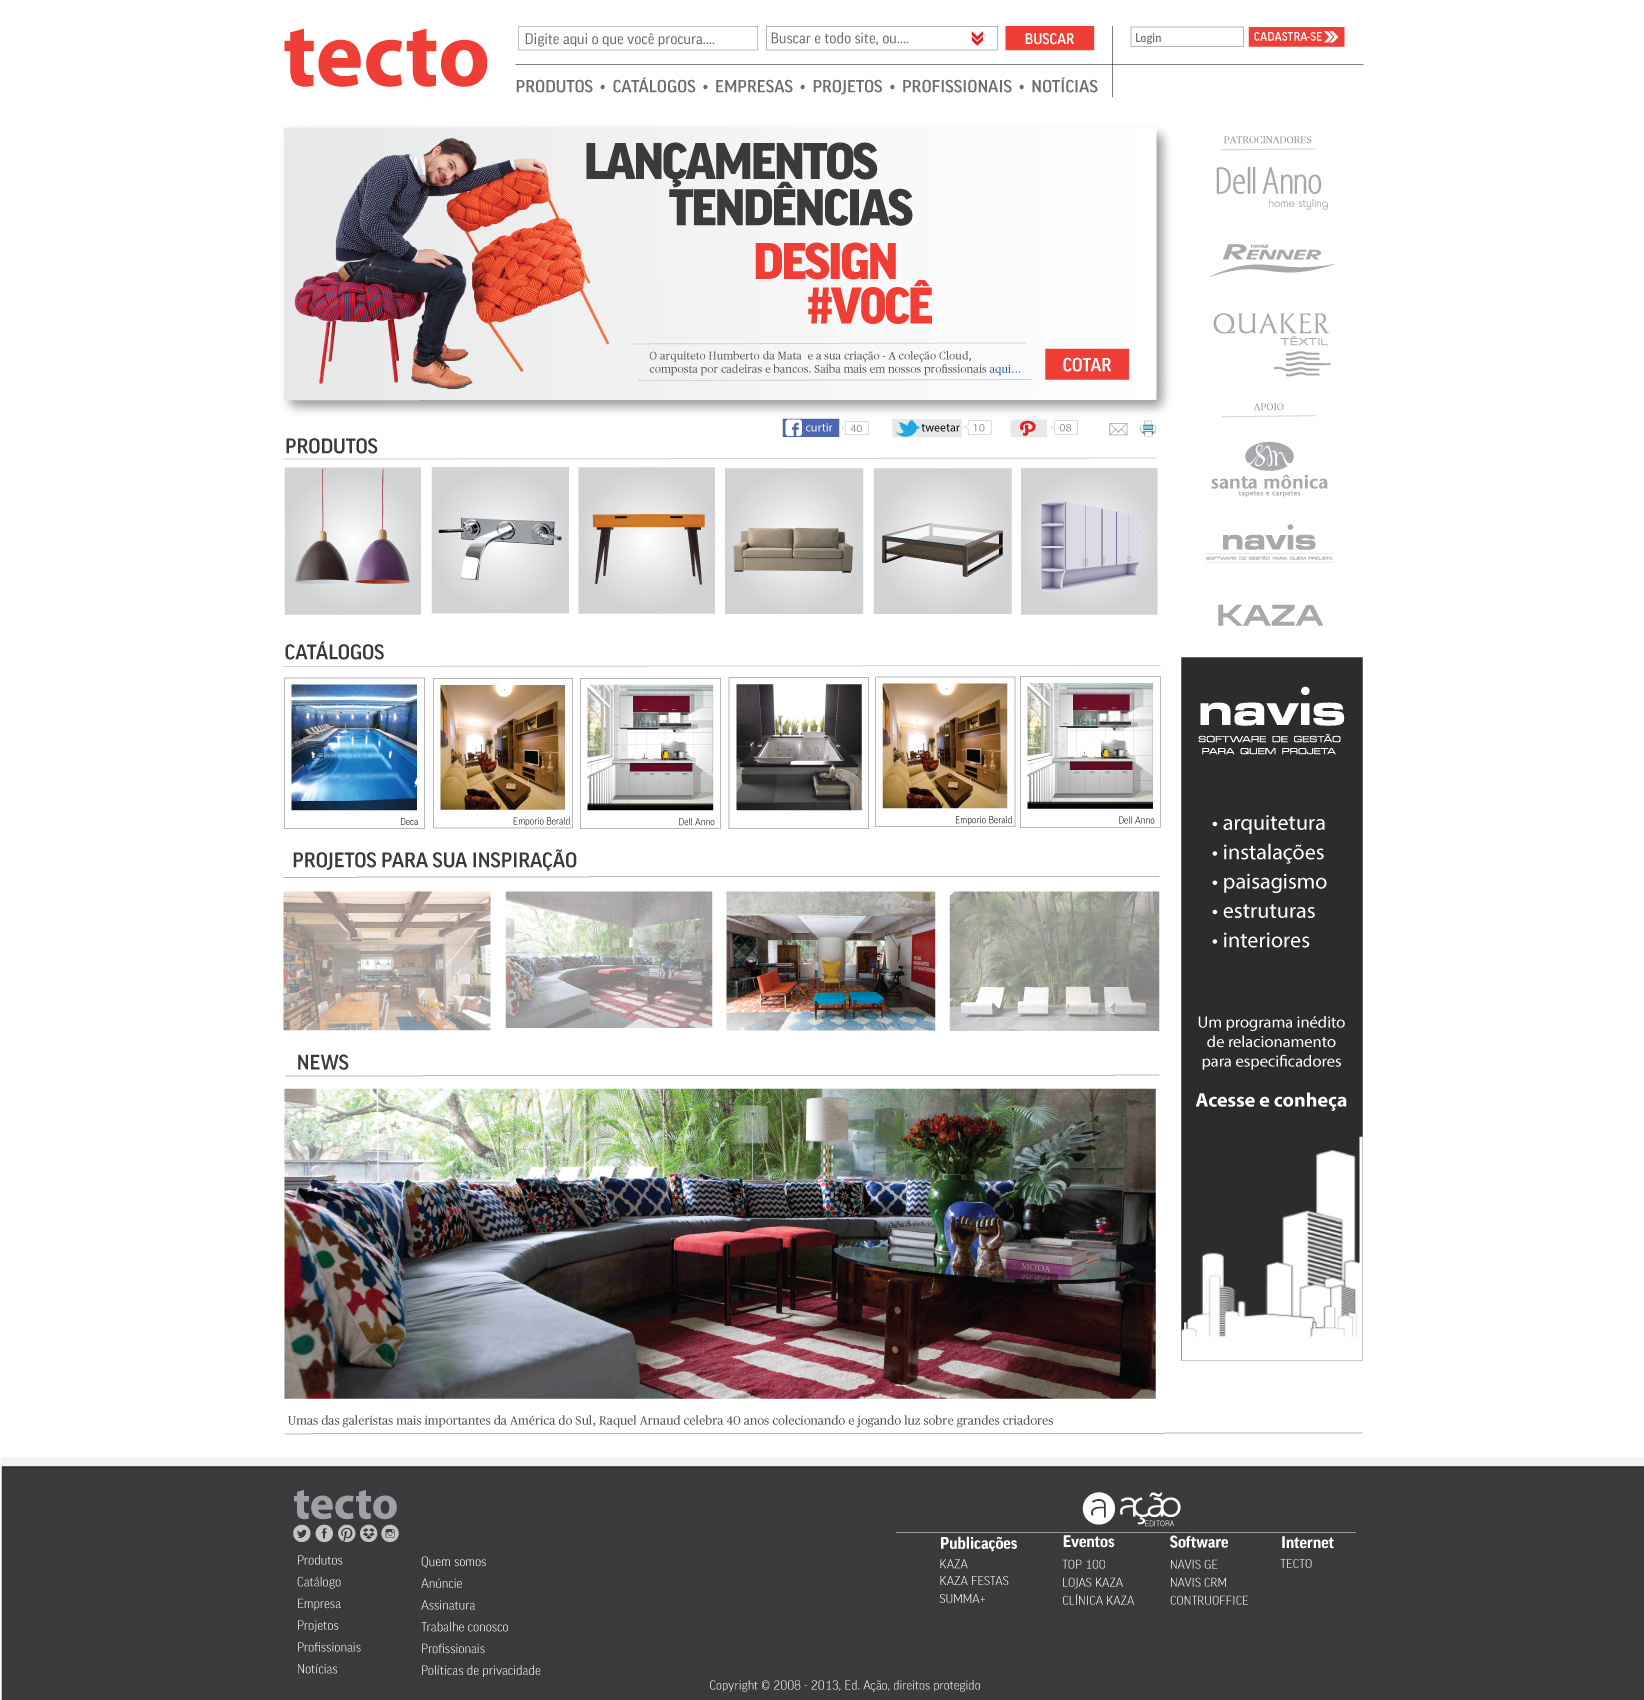 tecto
Digite aqui o que você procura....
Buscar e todo site, ou....
BUSCAR
Login
CADASTRA-SE
PRODUTOS • CATÁLOGOS • EMPRESAS • PROJETOS • PROFISSIONAIS • NOTÍCIAS
LANÇAMENTOS
TENDÊNCIAS
DESIGN
#VOCÊ
O arquiteto Humberto da Mata e a sua criação - A coleção Cloud,
composta por cadeiras e bancos. Saiba mais em nossos profissionais aqui...
COTAR
curtir
40
tweetar
10
08
PATROCINADORES
Dell Anno
home styling
TINTAS
RENNER
QUAKER
TÊXTIL
APOIO
santa mônica
tapetes e carpetes
navis
SOFTWARE DE GESTÃO PARA QUEM PROJETA
KAZA
PRODUTOS
CATÁLOGOS
Deca
Emporio Berald
Dell Anno
Emporio Berald
Dell Anno
PROJETOS PARA SUA INSPIRAÇÃO
NEWS
MODA
Umas das galeristas mais importantes da América do Sul, Raquel Arnaud celebra 40 anos colecionando e jogando luz sobre grandes criadores
navis
SOFTWARE DE GESTÃO
PARA QUEM PROJETA
• arquitetura
• instalações
• paisagismo
• estruturas
• interiores
Um programa inédito
de relacionamento
para especificadores
Acesse e conheça
tecto
Produtos
Catálogo
Empresa
Projetos
Profissionais
Notícias
Quem somos
Anúncie
Assinatura
Trabalhe conosco
Profissionais
Políticas de privacidade
a ação
EDITORA
Publicações
KAZA
KAZA FESTAS
SUMMA+
Eventos
TOP 100
LOJAS KAZA
CLÍNICA KAZA
Software
NAVIS GE
NAVIS CRM
CONTRUOFFICE
Internet
TECTO
Copyright © 2008 - 2013, Ed. Ação, direitos protegido